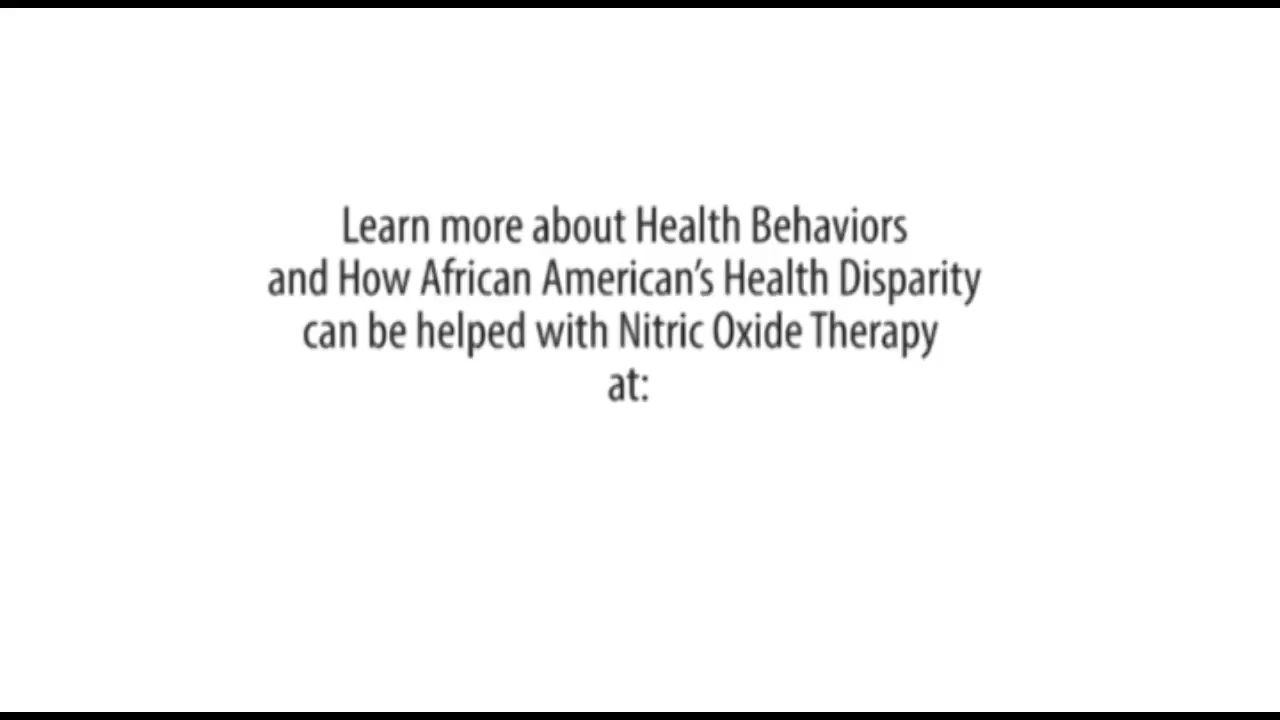 Learn more about Health Behaviors
and How African American’s Health Disparity
can be helped with Nitric Oxide Therapy
at: